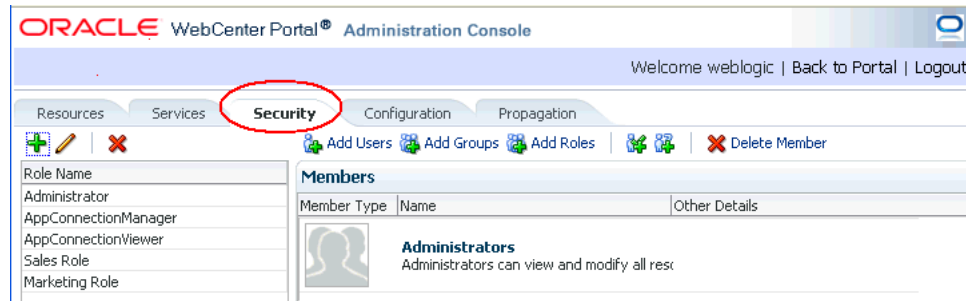 ORACLE WebCenter Portal® Administration Console
Welcome weblogic | Back to Portal | Logout
Resources Services Security Configuration Propagation
Add Users Add Groups Add Roles Delete Member
Role Name
Administrator
AppConnectionManager
AppConnectionViewer
Sales Role
Marketing Role
Members
Member Type Name Other Details
Administrators
Administrators can view and modify all